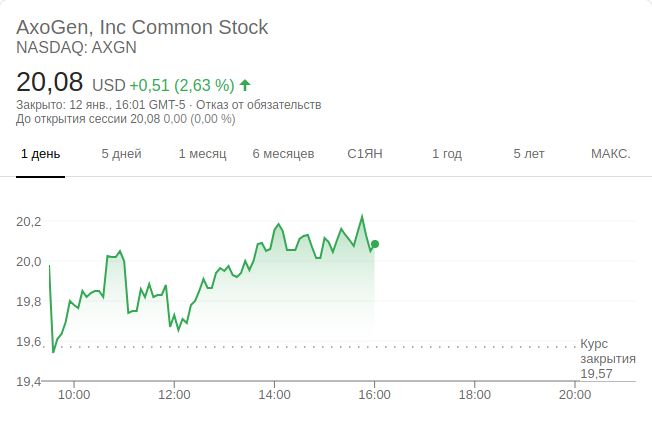 AxoGen, Inc Common Stock
NASDAQ: AXGN
20,08 USD +0,51 (2,63 %)
Закрыто: 12 янв., 16:01 GMT-5 · Отказ от обязательств
До открытия сессии 20,08 0,00 (0,00 %)
1 день 5 дней 1 месяц 6 месяцев С1ЯН 1 год 5 лет МАКС.
20,2
20,0
19,8
19,6
19,4
Курс
закрытия
19,57
10:00 12:00 14:00 16:00 18:00 20:00